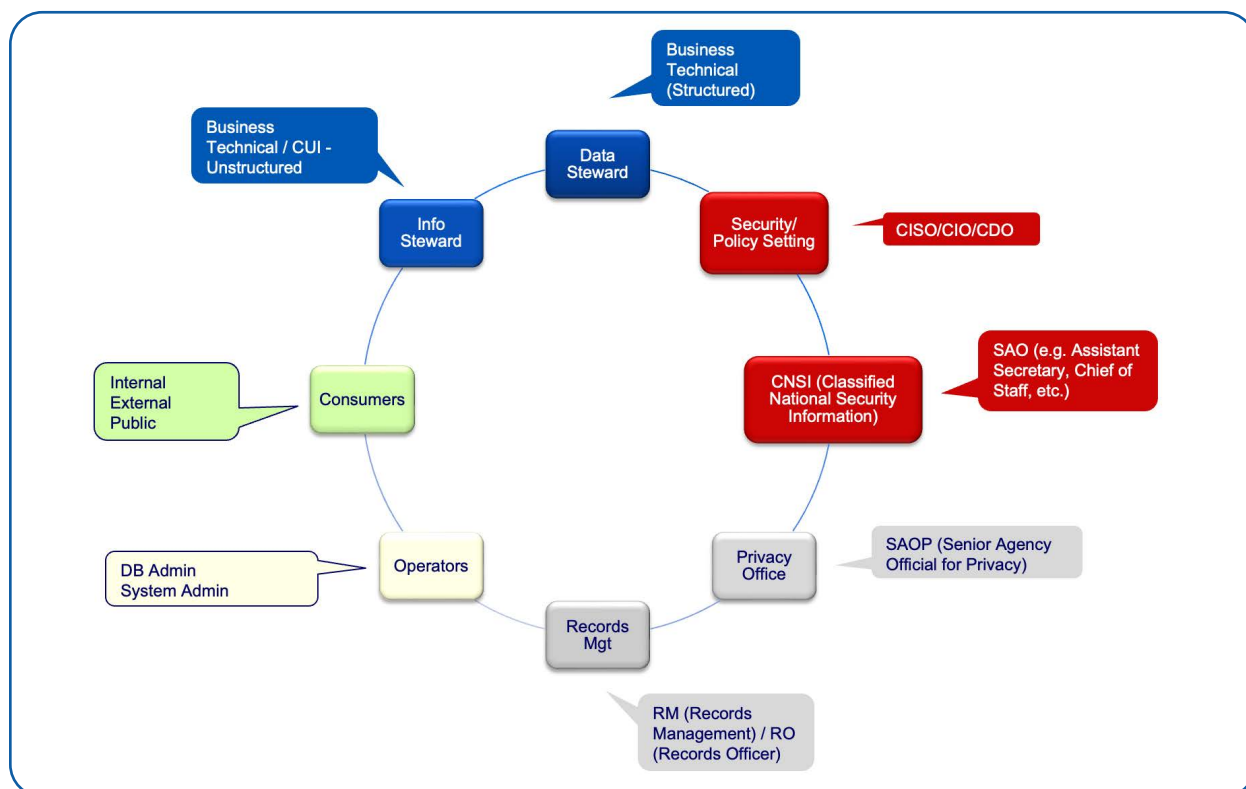 Business
Technical
(Structured)
Business
Technical / CUI -
Unstructured
Data
Steward
Info
Steward
Security/
Policy Setting
CISO/CIO/CDO
SAO (e.g. Assistant
Secretary, Chief of
Staff, etc.)
CNSI (Classified
National Security
Information)
Internal
External
Public
Consumers
DB Admin
System Admin
Operators
Privacy
Office
SAOP (Senior Agency
Official for Privacy)
Records
Mgt
RM (Records
Management) / RO
(Records Officer)